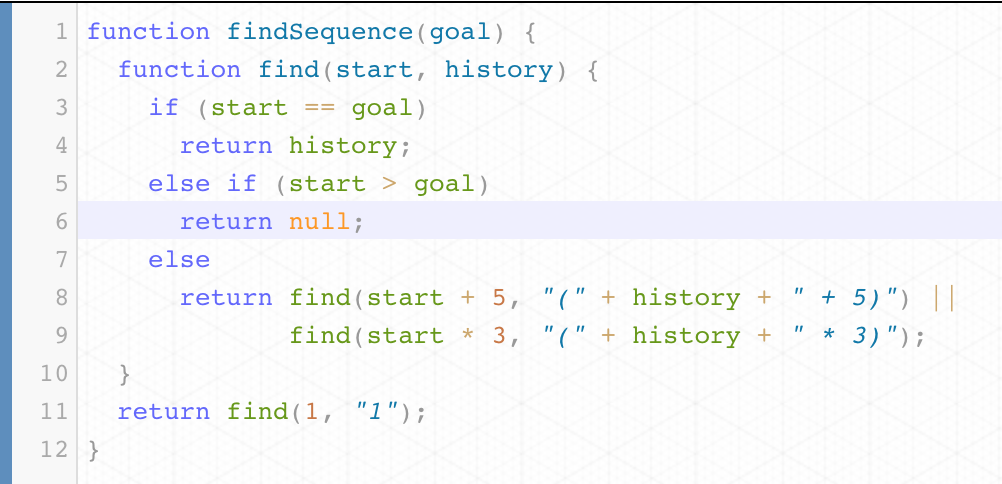 1 function findSequence(goal) {
2   function find(start, history) {
3     if (start == goal)
4       return history;
5     else if (start > goal)
6       return null;
7     else
8       return find(start + 5, "(" + history + " + 5)") ||
9              find(start * 3, "(" + history + " * 3)");
10   }
11   return find(1, "1");
12 }